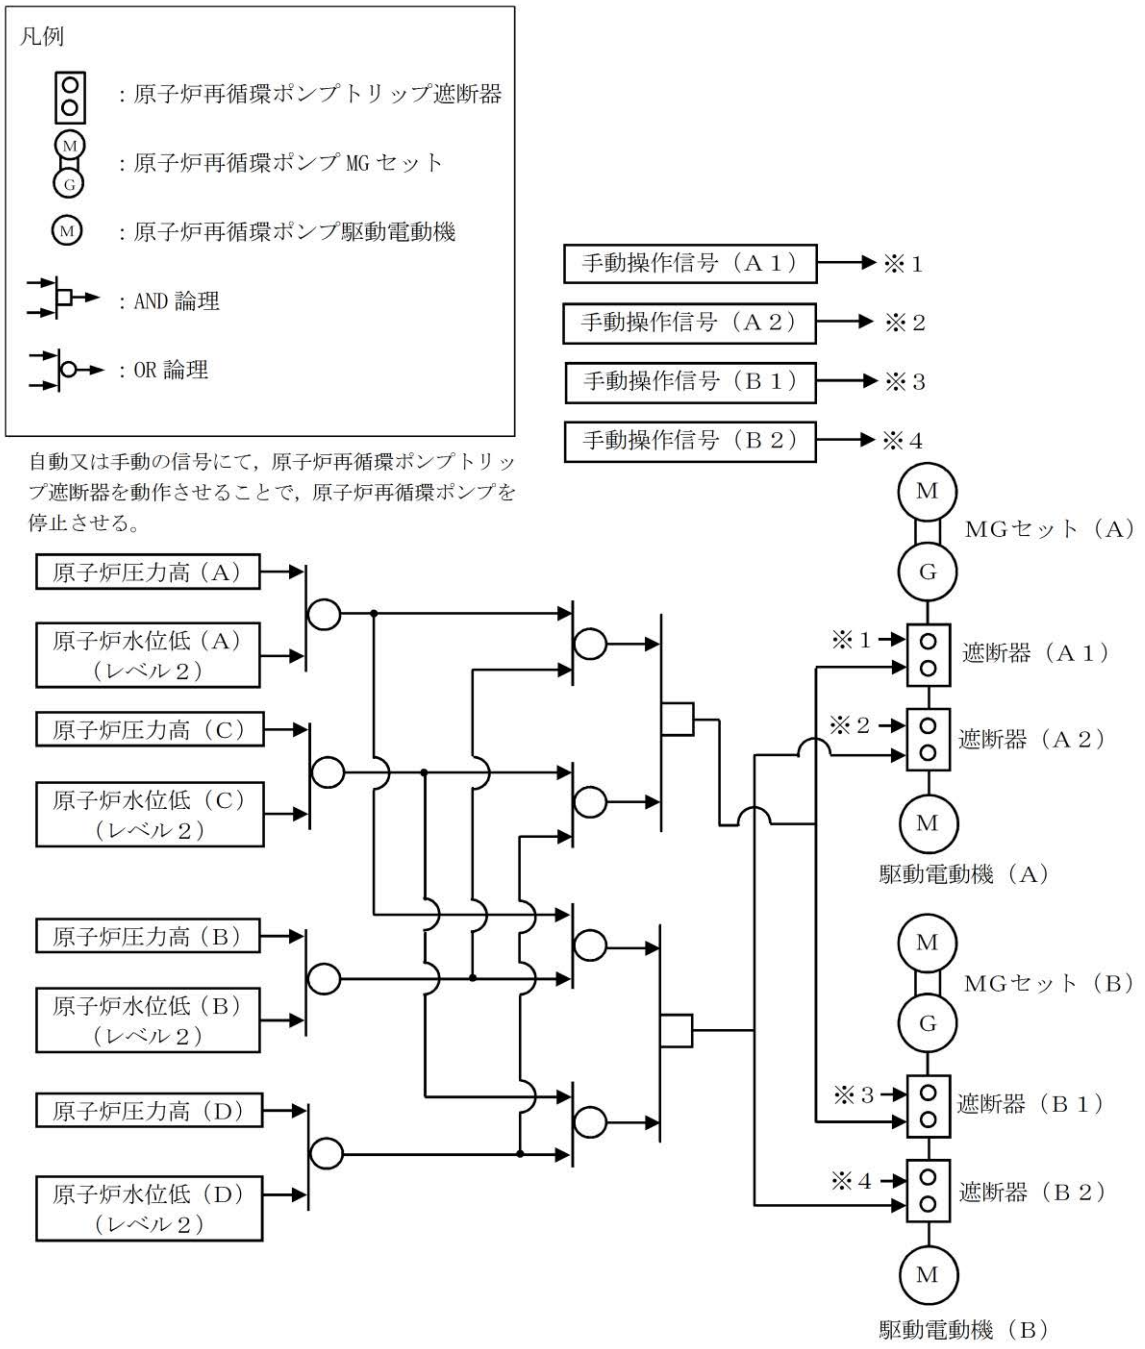 凡例
：原子炉再循環ポンプトリップ遮断器
M
G
：原子炉再循環ポンプ MG セット
M
：原子炉再循環ポンプ駆動電動機
：AND 論理
：OR 論理
手動操作信号（Ａ１）
※１
手動操作信号（Ａ２）
※２
手動操作信号（Ｂ１）
※３
手動操作信号（Ｂ２）
※４
自動又は手動の信号にて，原子炉再循環ポンプトリッ
プ遮断器を動作させることで，原子炉再循環ポンプを
停止させる。
原子炉圧力高（Ａ）
原子炉水位低（Ａ）
（レベル２）
原子炉圧力高（Ｃ）
原子炉水位低（Ｃ）
（レベル２）
原子炉圧力高（Ｂ）
原子炉水位低（Ｂ）
（レベル２）
原子炉圧力高（Ｄ）
原子炉水位低（Ｄ）
（レベル２）
M
G
ＭＧセット（Ａ）
※１
遮断器（Ａ１）
※２
遮断器（Ａ２）
M
駆動電動機（Ａ）
M
G
ＭＧセット（Ｂ）
※３
遮断器（Ｂ１）
※４
遮断器（Ｂ２）
M
駆動電動機（Ｂ）